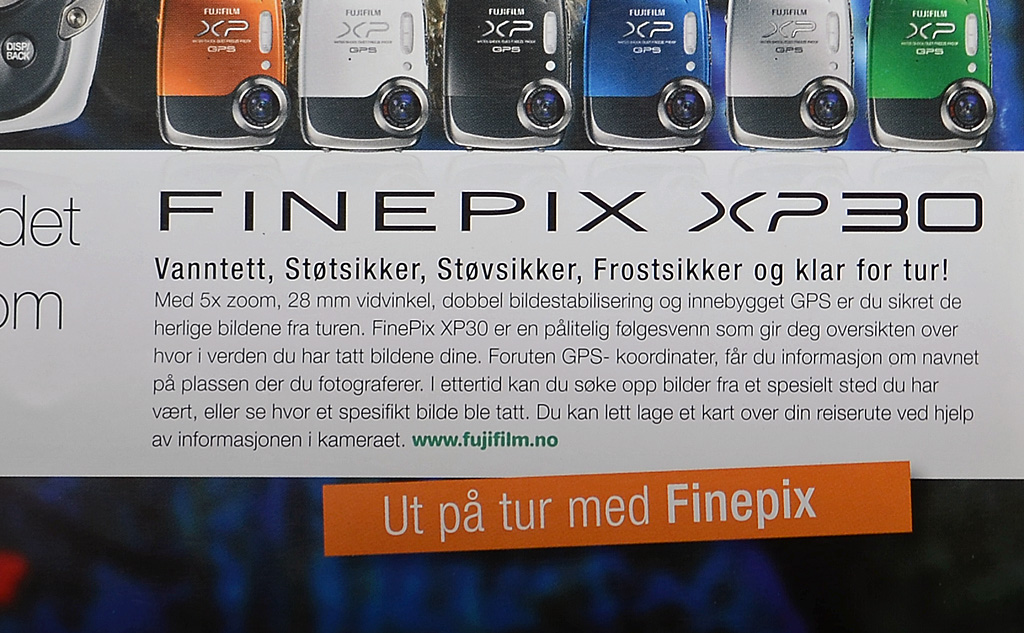 DISP/
BACK
FUJIFILM
XP
GPS
FUJIFILM
XP
GPS
FUJIFILM
XP
GPS
FUJIFILM
XP
GPS
FUJIFILM
XP
GPS
FUJIFILM
XP
GPS
det
om
FINEPIX XP30
Vanntett, Støtsikker, Støvsikker, Frostsikker og klar for tur!
Med 5x zoom, 28 mm vidvinkel, dobbel bildestabilisering og innebygget GPS er du sikret de
herlige bildene fra turen. FinePix XP30 er en pålitelig følgesvenn som gir deg oversikten over
hvor i verden du har tatt bildene dine. Foruten GPS- koordinater, får du informasjon om navnet
på plassen der du fotograferer. I ettertid kan du søke opp bilder fra et spesielt sted du har
vært, eller se hvor et spesifikt bilde ble tatt. Du kan lett lage et kart over din reiserute ved hjelp
av informasjonen i kameraet. www.fujifilm.no
Ut på tur med Finepix